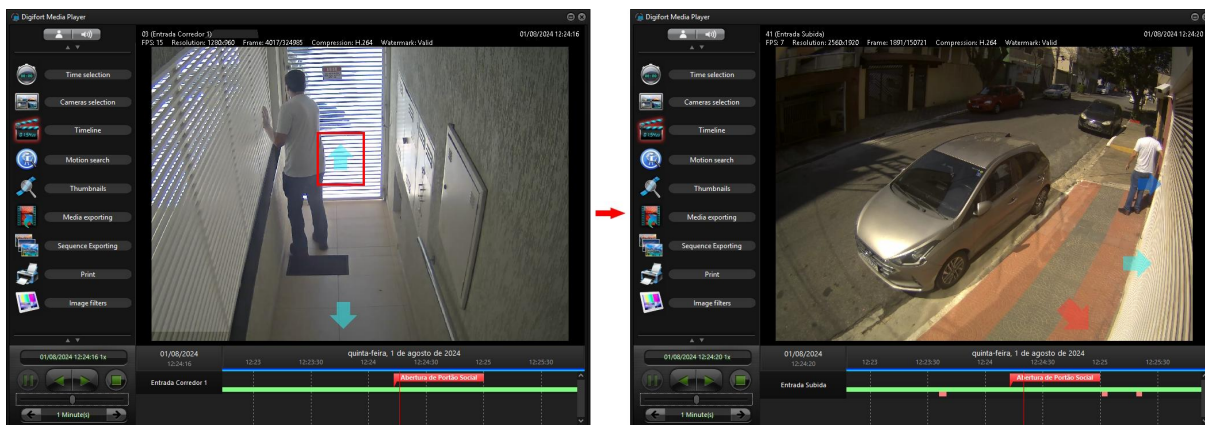 Digifort Media Player
03 (Entrada Corredor 1)
FPS: 15 Resolution: 1280x960 Frame: 4017/324985 Compression: H.264 Watermark: Valid
01/08/2024 12:24:16
Time selection
Cameras selection
Timeline
Motion search
Thumbnails
Media exporting
Sequence Exporting
Print
Image filters
01/08/2024 12:24:16 1x
1 Minute(s)
01/08/2024
12:24:16
quinta-feira, 1 de agosto de 2024
12:23 12:23:30 12:24 12:24:30 12:25 12:25:30
Entrada Corredor 1
Abertura de Portão Social
Digifort Media Player
41 (Entrada Subida)
FPS: 7 Resolution: 2560x1920 Frame: 1891/150721 Compression: H.264 Watermark: Valid
01/08/2024 12:24:20
Time selection
Cameras selection
Timeline
Motion search
Thumbnails
Media exporting
Sequence Exporting
Print
Image filters
01/08/2024 12:24:20 1x
1 Minute(s)
01/08/2024
12:24:20
quinta-feira, 1 de agosto de 2024
12:23 12:23:30 12:24 12:24:30 12:25 12:25:30
Entrada Subida
Abertura de Portão Social